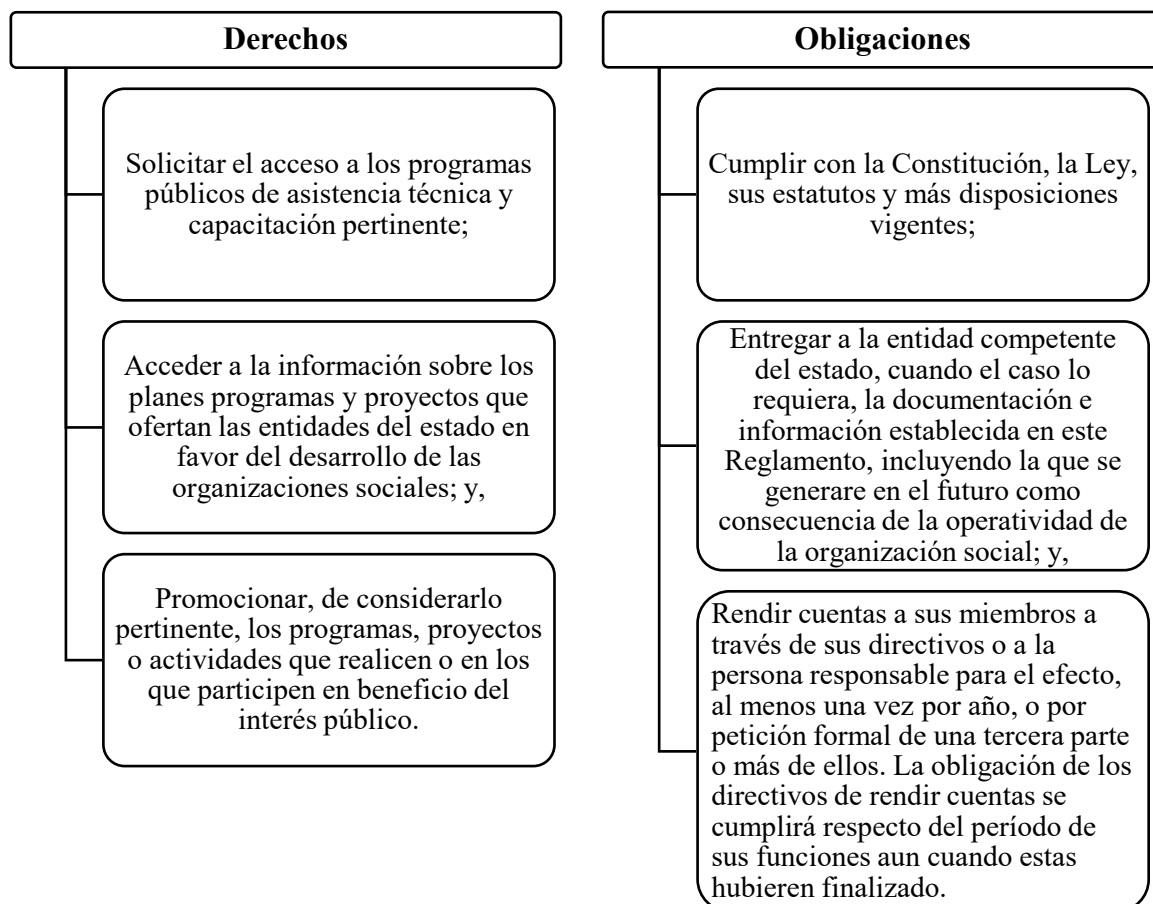 Derechos
Solicitar el acceso a los programas
públicos de asistencia técnica y
capacitación pertinente;
Acceder a la información sobre los
planes programas y proyectos que
ofertan las entidades del estado en
favor del desarrollo de las
organizaciones sociales; y,
Promocionar, de considerarlo
pertinente, los programas, proyectos
o actividades que realicen o en los
que participen en beneficio del
interés público.
Obligaciones
Cumplir con la Constitución, la Ley,
sus estatutos y más disposiciones
vigentes;
Entregar a la entidad competente
del estado, cuando el caso lo
requiera, la documentación e
información establecida en este
Reglamento, incluyendo la que se
generare en el futuro como
consecuencia de la operatividad de
la organización social; y,
Rendir cuentas a sus miembros a
través de sus directivos o a la
persona responsable para el efecto,
al menos una vez por año, o por
petición formal de una tercera parte
o más de ellos. La obligación de los
directivos de rendir cuentas se
cumplirá respecto del período de
sus funciones aun cuando estas
hubieren finalizado.